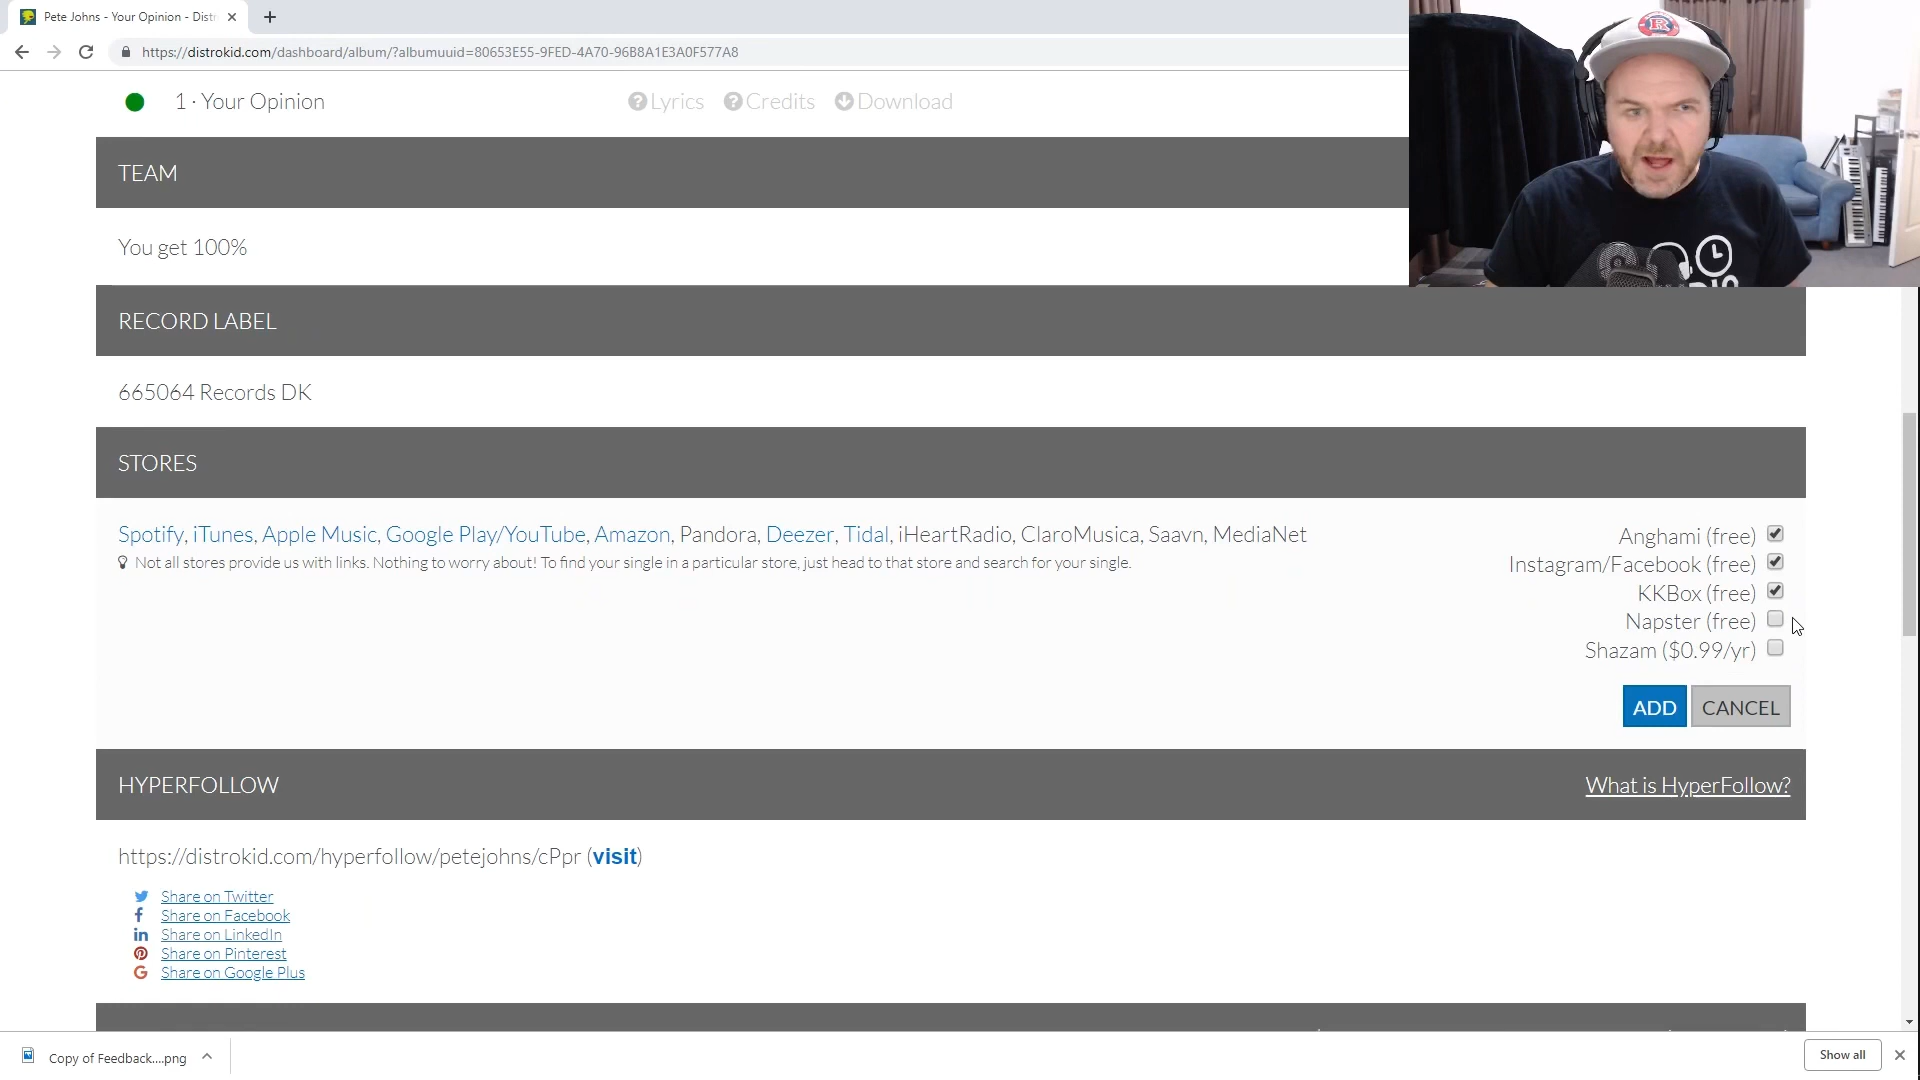 Pete Johns - Your Opinion - Distr
https://distrokid.com/dashboard/album/?albumuuid=80653E55-9FED-4A70-96B8A1E3A0F577A8
1 · Your Opinion
Lyrics Credits Download
TEAM
You get 100%
RECORD LABEL
665064 Records DK
STORES
Spotify, iTunes, Apple Music, Google Play/YouTube, Amazon, Pandora, Deezer, Tidal, iHeartRadio, ClaroMusica, Saavn, MediaNet
Not all stores provide us with links. Nothing to worry about! To find your single in a particular store, just head to that store and search for your single.
Anghami (free)
Instagram/Facebook (free)
KKBox (free)
Napster (free)
Shazam ($0.99/yr)
ADD CANCEL
HYPERFOLLOW
What is HyperFollow?
https://distrokid.com/hyperfollow/petejohns/cPpr (visit)
Share on Twitter
Share on Facebook
Share on LinkedIn
Share on Pinterest
Share on Google Plus
Copy of Feedback....png
Show all